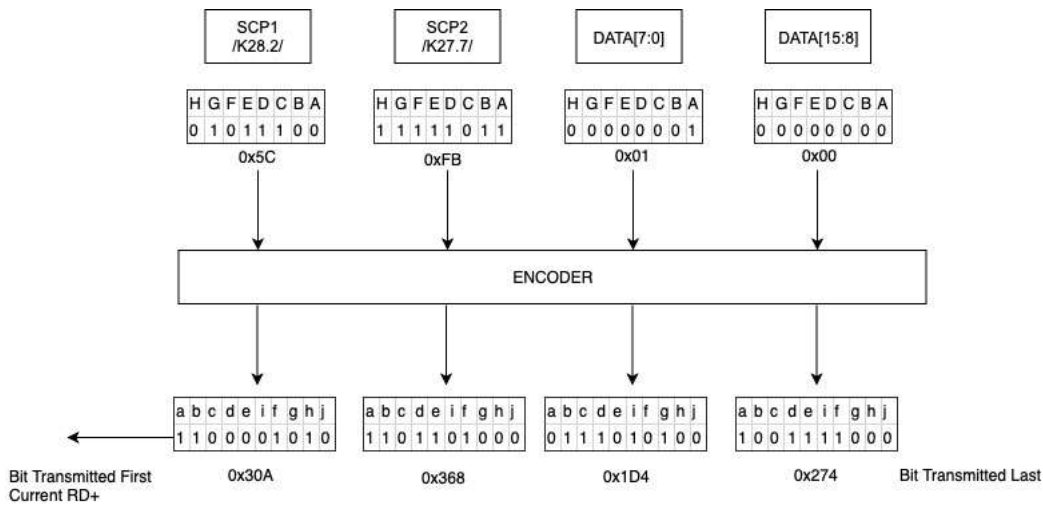 SCP1
/K28.2/
SCP2
/K27.7/
DATA[7:0]
DATA[15:8]
H G F E D C B A
0 1 0 1 1 1 0 0
0x5C
H G F E D C B A
1 1 1 1 1 0 1 1
0xFB
H G F E D C B A
0 0 0 0 0 0 0 1
0x01
H G F E D C B A
0 0 0 0 0 0 0 0
0x00
ENCODER
a b c d e i f g h j
1 1 0 0 0 0 1 0 1 0
0x30A
a b c d e i f g h j
1 1 0 1 1 0 1 0 0 0
0x368
a b c d e i f g h j
0 1 1 1 0 1 0 1 0 0
0x1D4
a b c d e i f g h j
1 0 0 1 1 1 1 0 0 0
0x274
Bit Transmitted First
Current RD+
Bit Transmitted Last